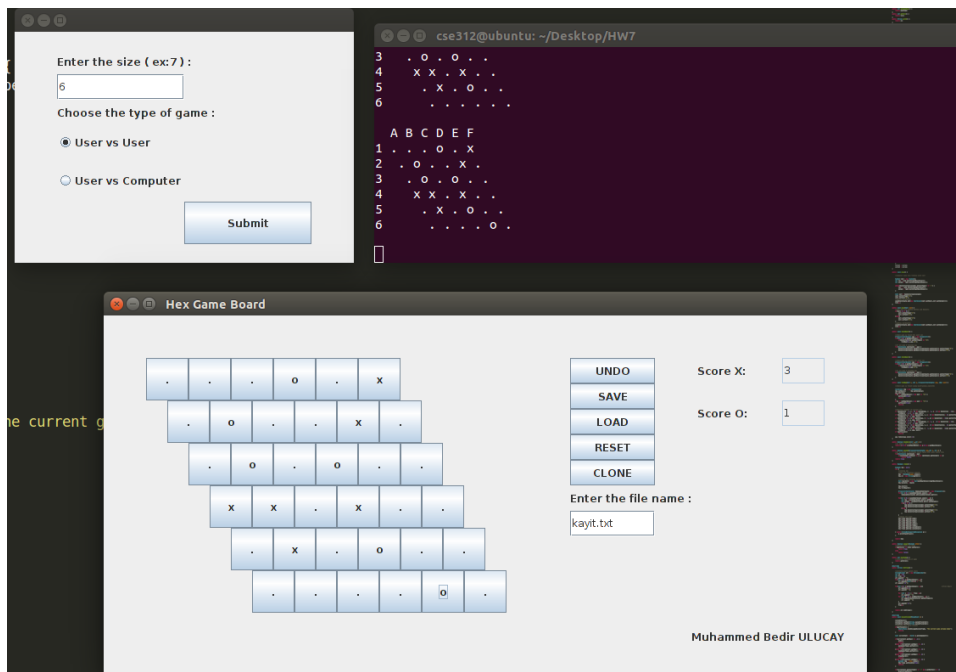 Enter the size ( ex:7 ) :
6
Choose the type of game :
User vs User
User vs Computer
Submit
cse312@ubuntu: ~/Desktop/HW7
3 . o . o . .
4 x x . x . .
5 . x . o . .
6 . . . . . .
A B C D E F
1 . . . o . x
2 . o . . x .
3 . o . o . .
4 x x . x . .
5 . x . o . .
6 . . . . o .
he current g
Hex Game Board
. . . o . x
. o . . x .
. o . o . .
x x . x . .
. x . o . .
. . . . o .
UNDO
SAVE
LOAD
RESET
CLONE
Enter the file name :
kayit.txt
Score X: 3
Score O: 1
Muhammed Bedir ULUCAY